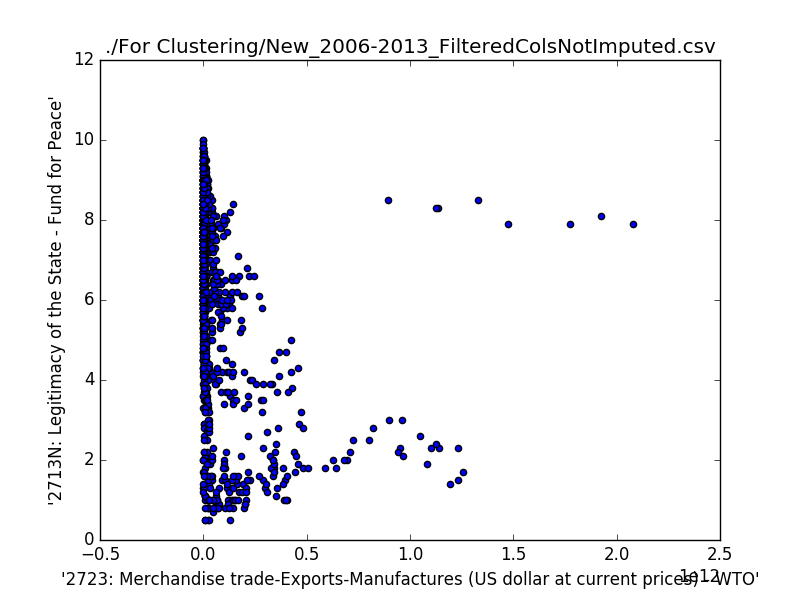 ./For Clustering/New_2006-2013_FilteredColsNotImputed.csv
12
10
8
6
4
2
0
'2713N: Legitimacy of the State - Fund for Peace'
−0.5 0.0 0.5 1.0 1.5 2.0 2.5
1e12
'2723: Merchandise trade-Exports-Manufactures (US dollar at current prices) - WTO'